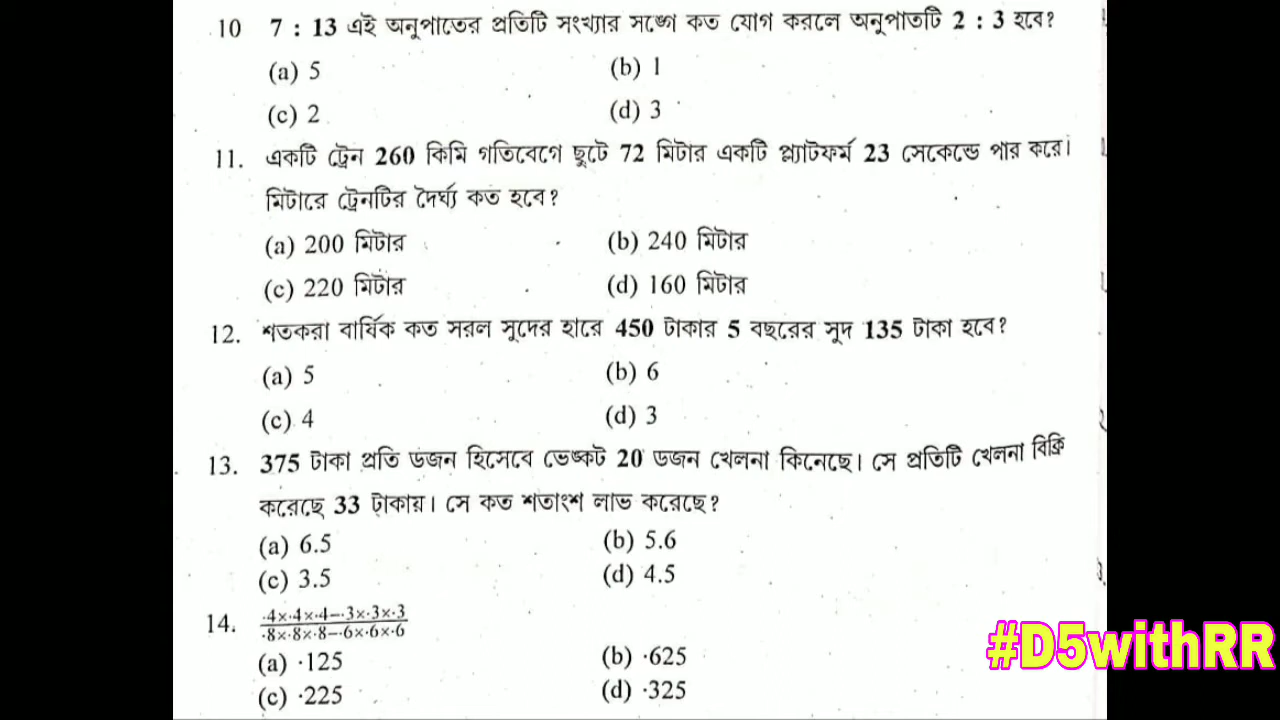 10 7 : 13 এই অনুপাতের প্রতিটি সংখ্যার সঙ্গে কত যোগ করলে অনুপাতটি 2 : 3 হবে?
(a) 5 (b) 1
(c) 2 (d) 3
11. একটি ট্রেন 260 কিমি গতিবেগে ছুটে 72 মিটার একটি প্ল্যাটফর্ম 23 সেকেন্ডে পার করে।
মিটারে ট্রেনটির দৈর্ঘ্য কত হবে?
(a) 200 মিটার (b) 240 মিটার
(c) 220 মিটার (d) 160 মিটার
12. শতকরা বার্ষিক কত সরল সুদের হারে 450 টাকার 5 বছরের সুদ 135 টাকা হবে?
(a) 5 (b) 6
(c) 4 (d) 3
13. 375 টাকা প্রতি ডজন হিসেবে ভেঙ্কট 20 ডজন খেলনা কিনেছে। সে প্রতিটি খেলনা বিক্রি
করেছে 33 টাকায়। সে কত শতাংশ লাভ করেছে?
(a) 6.5 (b) 5.6
(c) 3.5 (d) 4.5
14. ·4×·4×·4–·3×·3×·3
·8×·8×·8–·6×·6×·6
(a) ·125 (b) ·625
(c) ·225 (d) ·325
#D5withRR